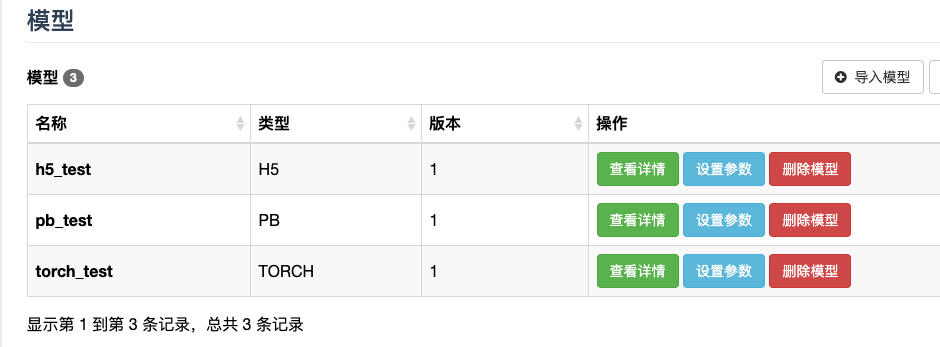 模型
模型 3 导入模型
名称 类型 版本 操作
h5_test H5 1 查看详情 设置参数 删除模型
pb_test PB 1 查看详情 设置参数 删除模型
torch_test TORCH 1 查看详情 设置参数 删除模型
显示第 1 到第 3 条记录，总共 3 条记录